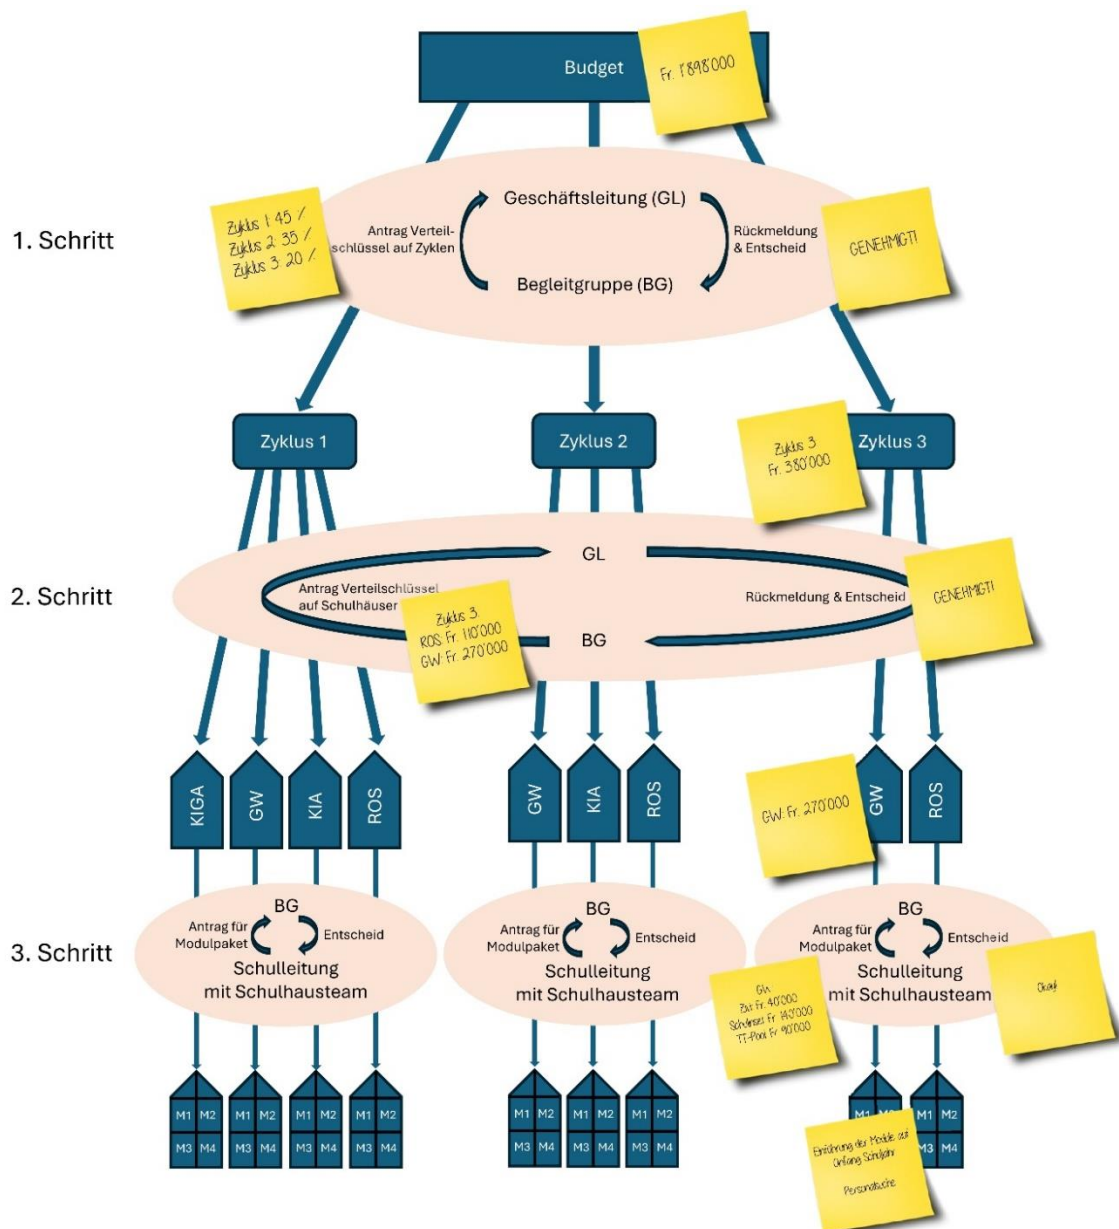 Budget
Fr. 1'898'000
1. Schritt
Zyklus 1: 45 %
Zyklus 2: 35 %
Zyklus 3: 20 %
Antrag Verteil-
schlüssel auf Zyklen
Geschäftsleitung (GL)
Begleitgruppe (BG)
Rückmeldung
& Entscheid
GENEHMIGT!
Zyklus 1
Zyklus 2
Zyklus 3
Fr. 380'000
Zyklus 3
2. Schritt
GL
Antrag Verteilschlüssel
auf Schulhäuser
Rückmeldung & Entscheid
GENEHMIGT!
Zyklus 3:
ROS: Fr. 110'000
GW: Fr. 270'000
BG
KIGA
GW
KIA
ROS
GW
KIA
ROS
GW: Fr. 270'000
GW
ROS
3. Schritt
BG
Antrag für
Modulpaket
Entscheid
Schulleitung
mit Schulhausteam
BG
Antrag für
Modulpaket
Entscheid
Schulleitung
mit Schulhausteam
BG
Antrag für
Modulpaket
Entscheid
Schulleitung
mit Schulhausteam
GW
Fr. 40'000
Schulinsel Fr. 140'000
TT-Pool Fr. 90'000
Okay!
M1 M2
M3 M4
M1 M2
M3 M4
M1 M2
M3 M4
M1 M2
M3 M4
M1 M2
M3 M4
M1 M2
M3 M4
M1 M2
M3 M4
M1 M2
M1 M2
M3 M4
Einführung der Module auf
Anfang Schuljahr
Personalsuche